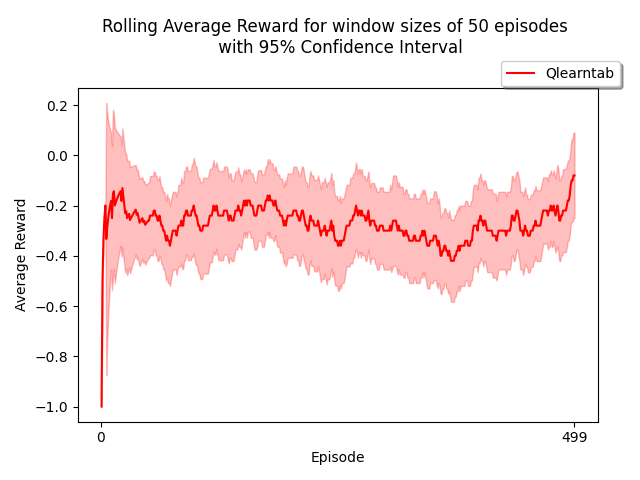 Rolling Average Reward for window sizes of 50 episodes
with 95% Confidence Interval
Qlearntab
0.2
0.0
−0.2
−0.4
−0.6
−0.8
−1.0
Average Reward
0
499
Episode